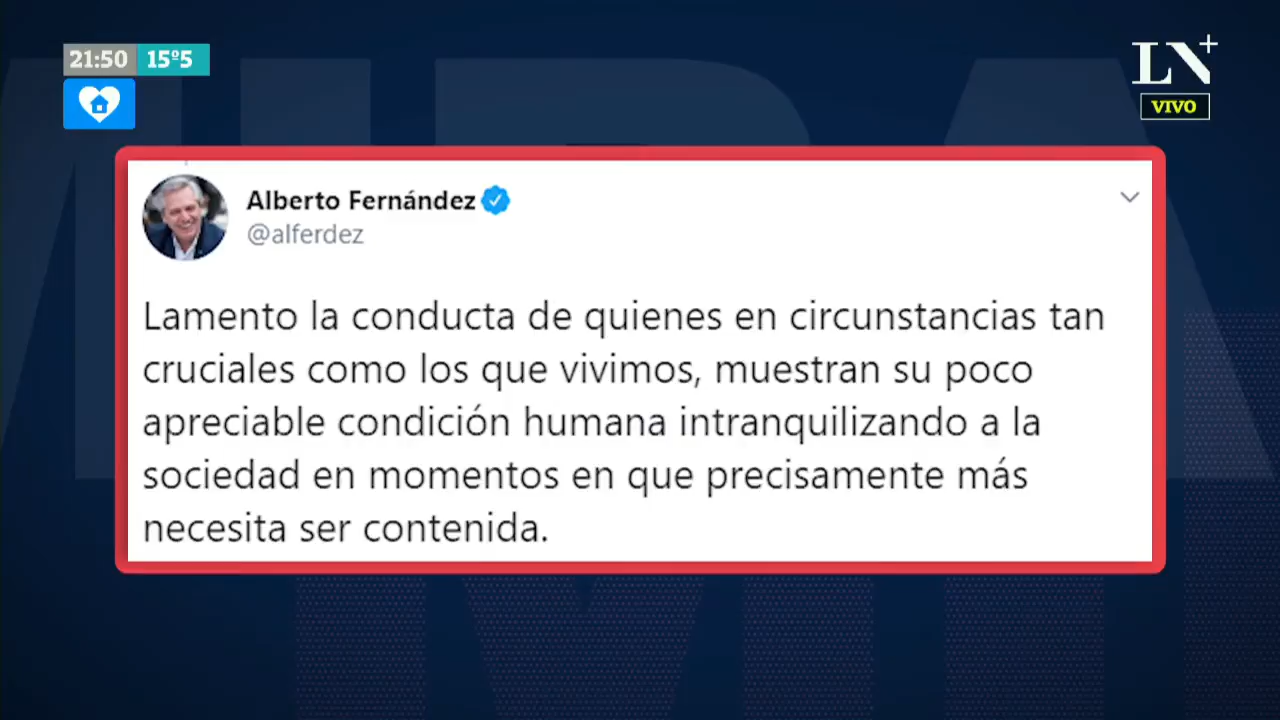 21:50 15º5
LN+
VIVO
Alberto Fernández
@alferdez
Lamento la conducta de quienes en circunstancias tan
cruciales como los que vivimos, muestran su poco
apreciable condición humana intranquilizando a la
sociedad en momentos en que precisamente más
necesita ser contenida.